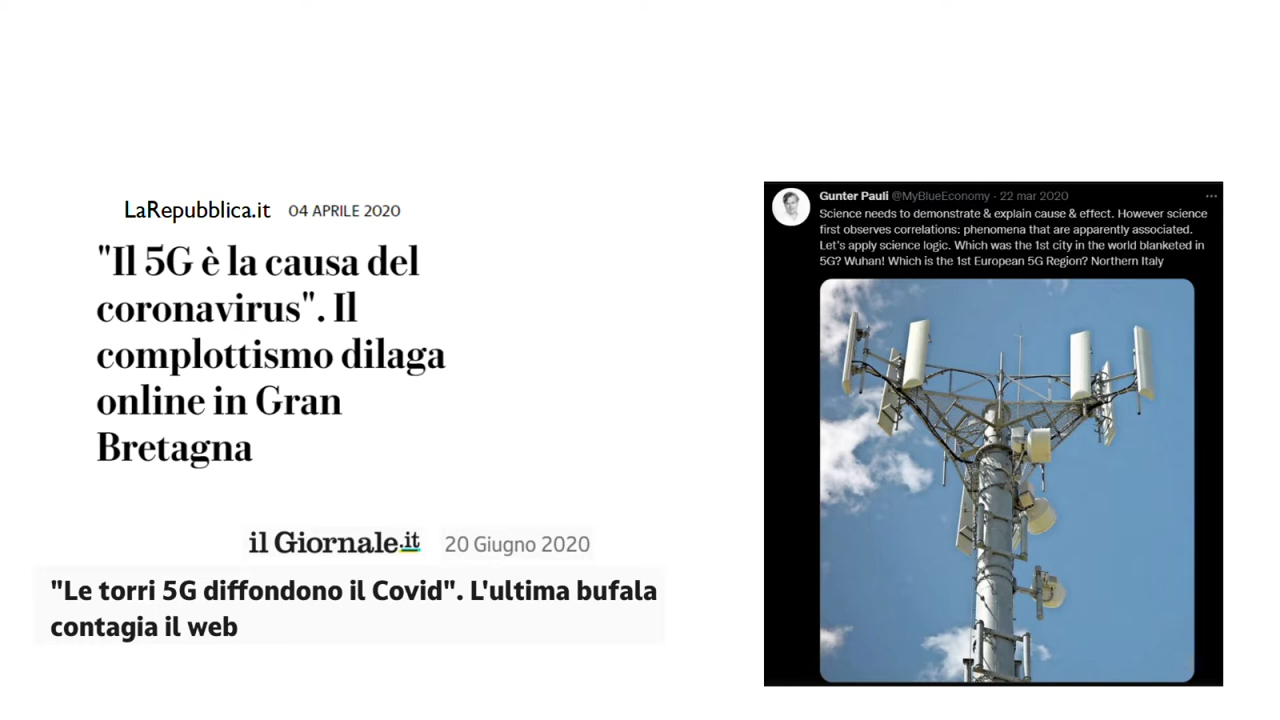 LaRepubblica.it 04 APRILE 2020
"Il 5G è la causa del
coronavirus". Il
complottismo dilaga
online in Gran
Bretagna
il Giornale.it 20 Giugno 2020
"Le torri 5G diffondono il Covid". L'ultima bufala
contagia il web
Gunter Pauli @MyBlueEconomy · 22 mar 2020
Science needs to demonstrate & explain cause & effect. However science
first observes correlations: phenomena that are apparently associated.
Let's apply science logic. Which was the 1st city in the world blanketed in
5G? Wuhan! Which is the 1st European 5G Region? Northern Italy